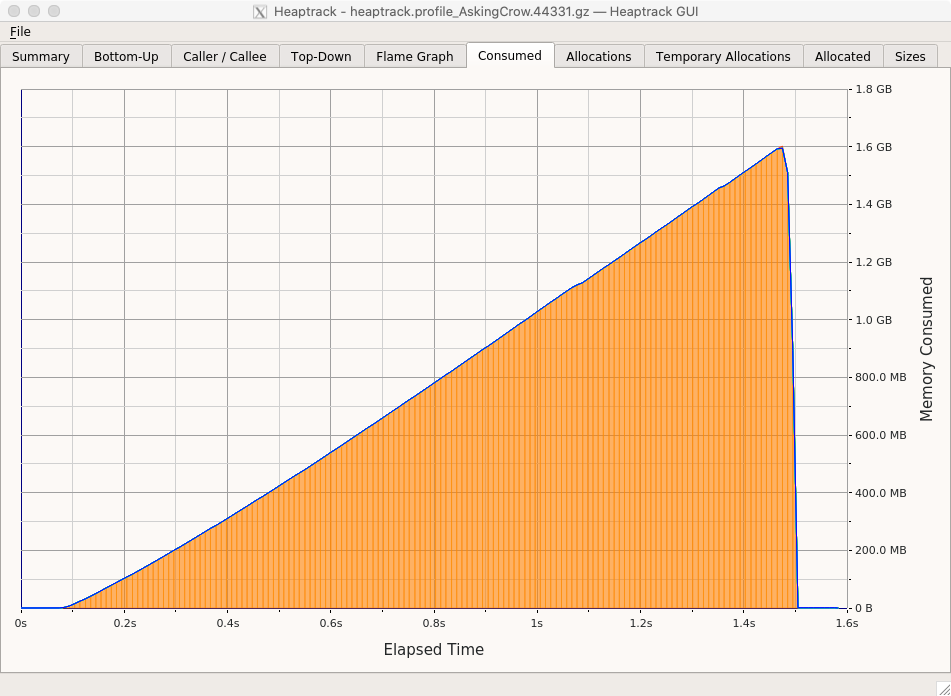 Heaptrack - heaptrack.profile_AskingCrow.44331.gz — Heaptrack GUI
File
Summary Bottom-Up Caller / Callee Top-Down Flame Graph Consumed Allocations Temporary Allocations Allocated Sizes
1.8 GB
1.6 GB
1.4 GB
1.2 GB
1.0 GB
800.0 MB
600.0 MB
400.0 MB
200.0 MB
0 B
Memory Consumed
0s 0.2s 0.4s 0.6s 0.8s 1s 1.2s 1.4s 1.6s
Elapsed Time